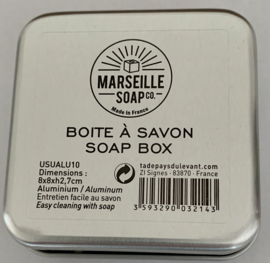 MARSEILLE
SOAP CO.
Made in France
BOITE À SAVON
SOAP BOX
USUALU10
Dimensions :
8x8xh2,7cm
Aluminium / Aluminum
Entretien facile au savon
Easy cleaning with soap
tadepaysdulevant.com
ZI Signes - 83870 - France
3 593290 032143